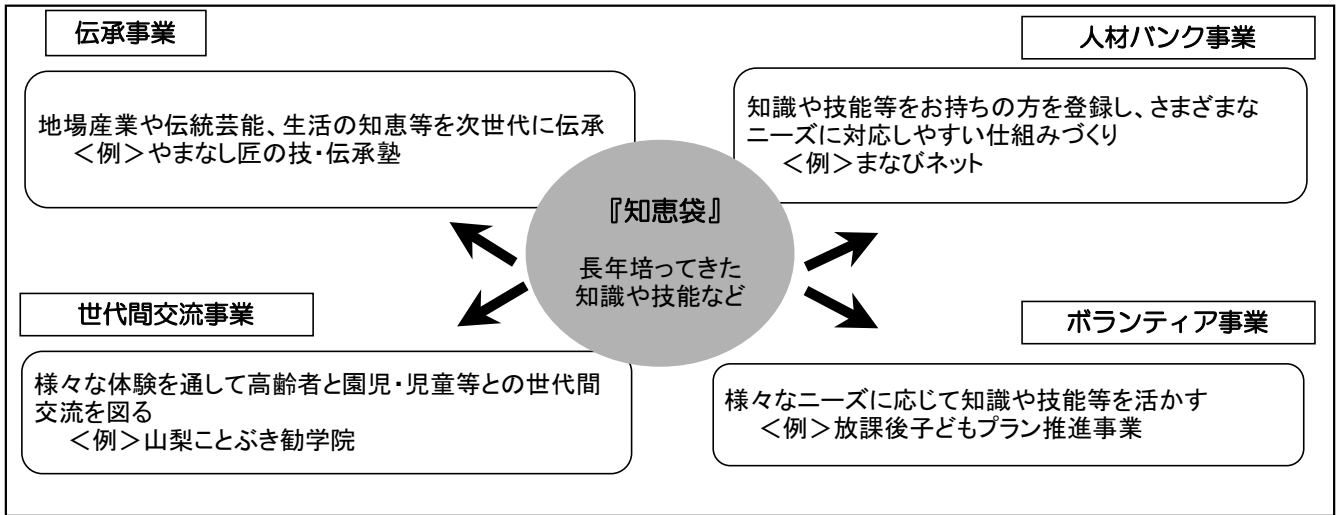 伝承事業
地場産業や伝統芸能、生活の知恵等を次世代に伝承
＜例＞やまなし匠の技・伝承塾
人材バンク事業
知識や技能等をお持ちの方を登録し、さまざまな
ニーズに対応しやすい仕組みづくり
＜例＞まなびネット
『知恵袋』
長年培ってきた
知識や技能など
世代間交流事業
様々な体験を通して高齢者と園児・児童等との世代間
交流を図る
＜例＞山梨ことぶき勧学院
ボランティア事業
様々なニーズに応じて知識や技能等を活かす
＜例＞放課後子どもプラン推進事業